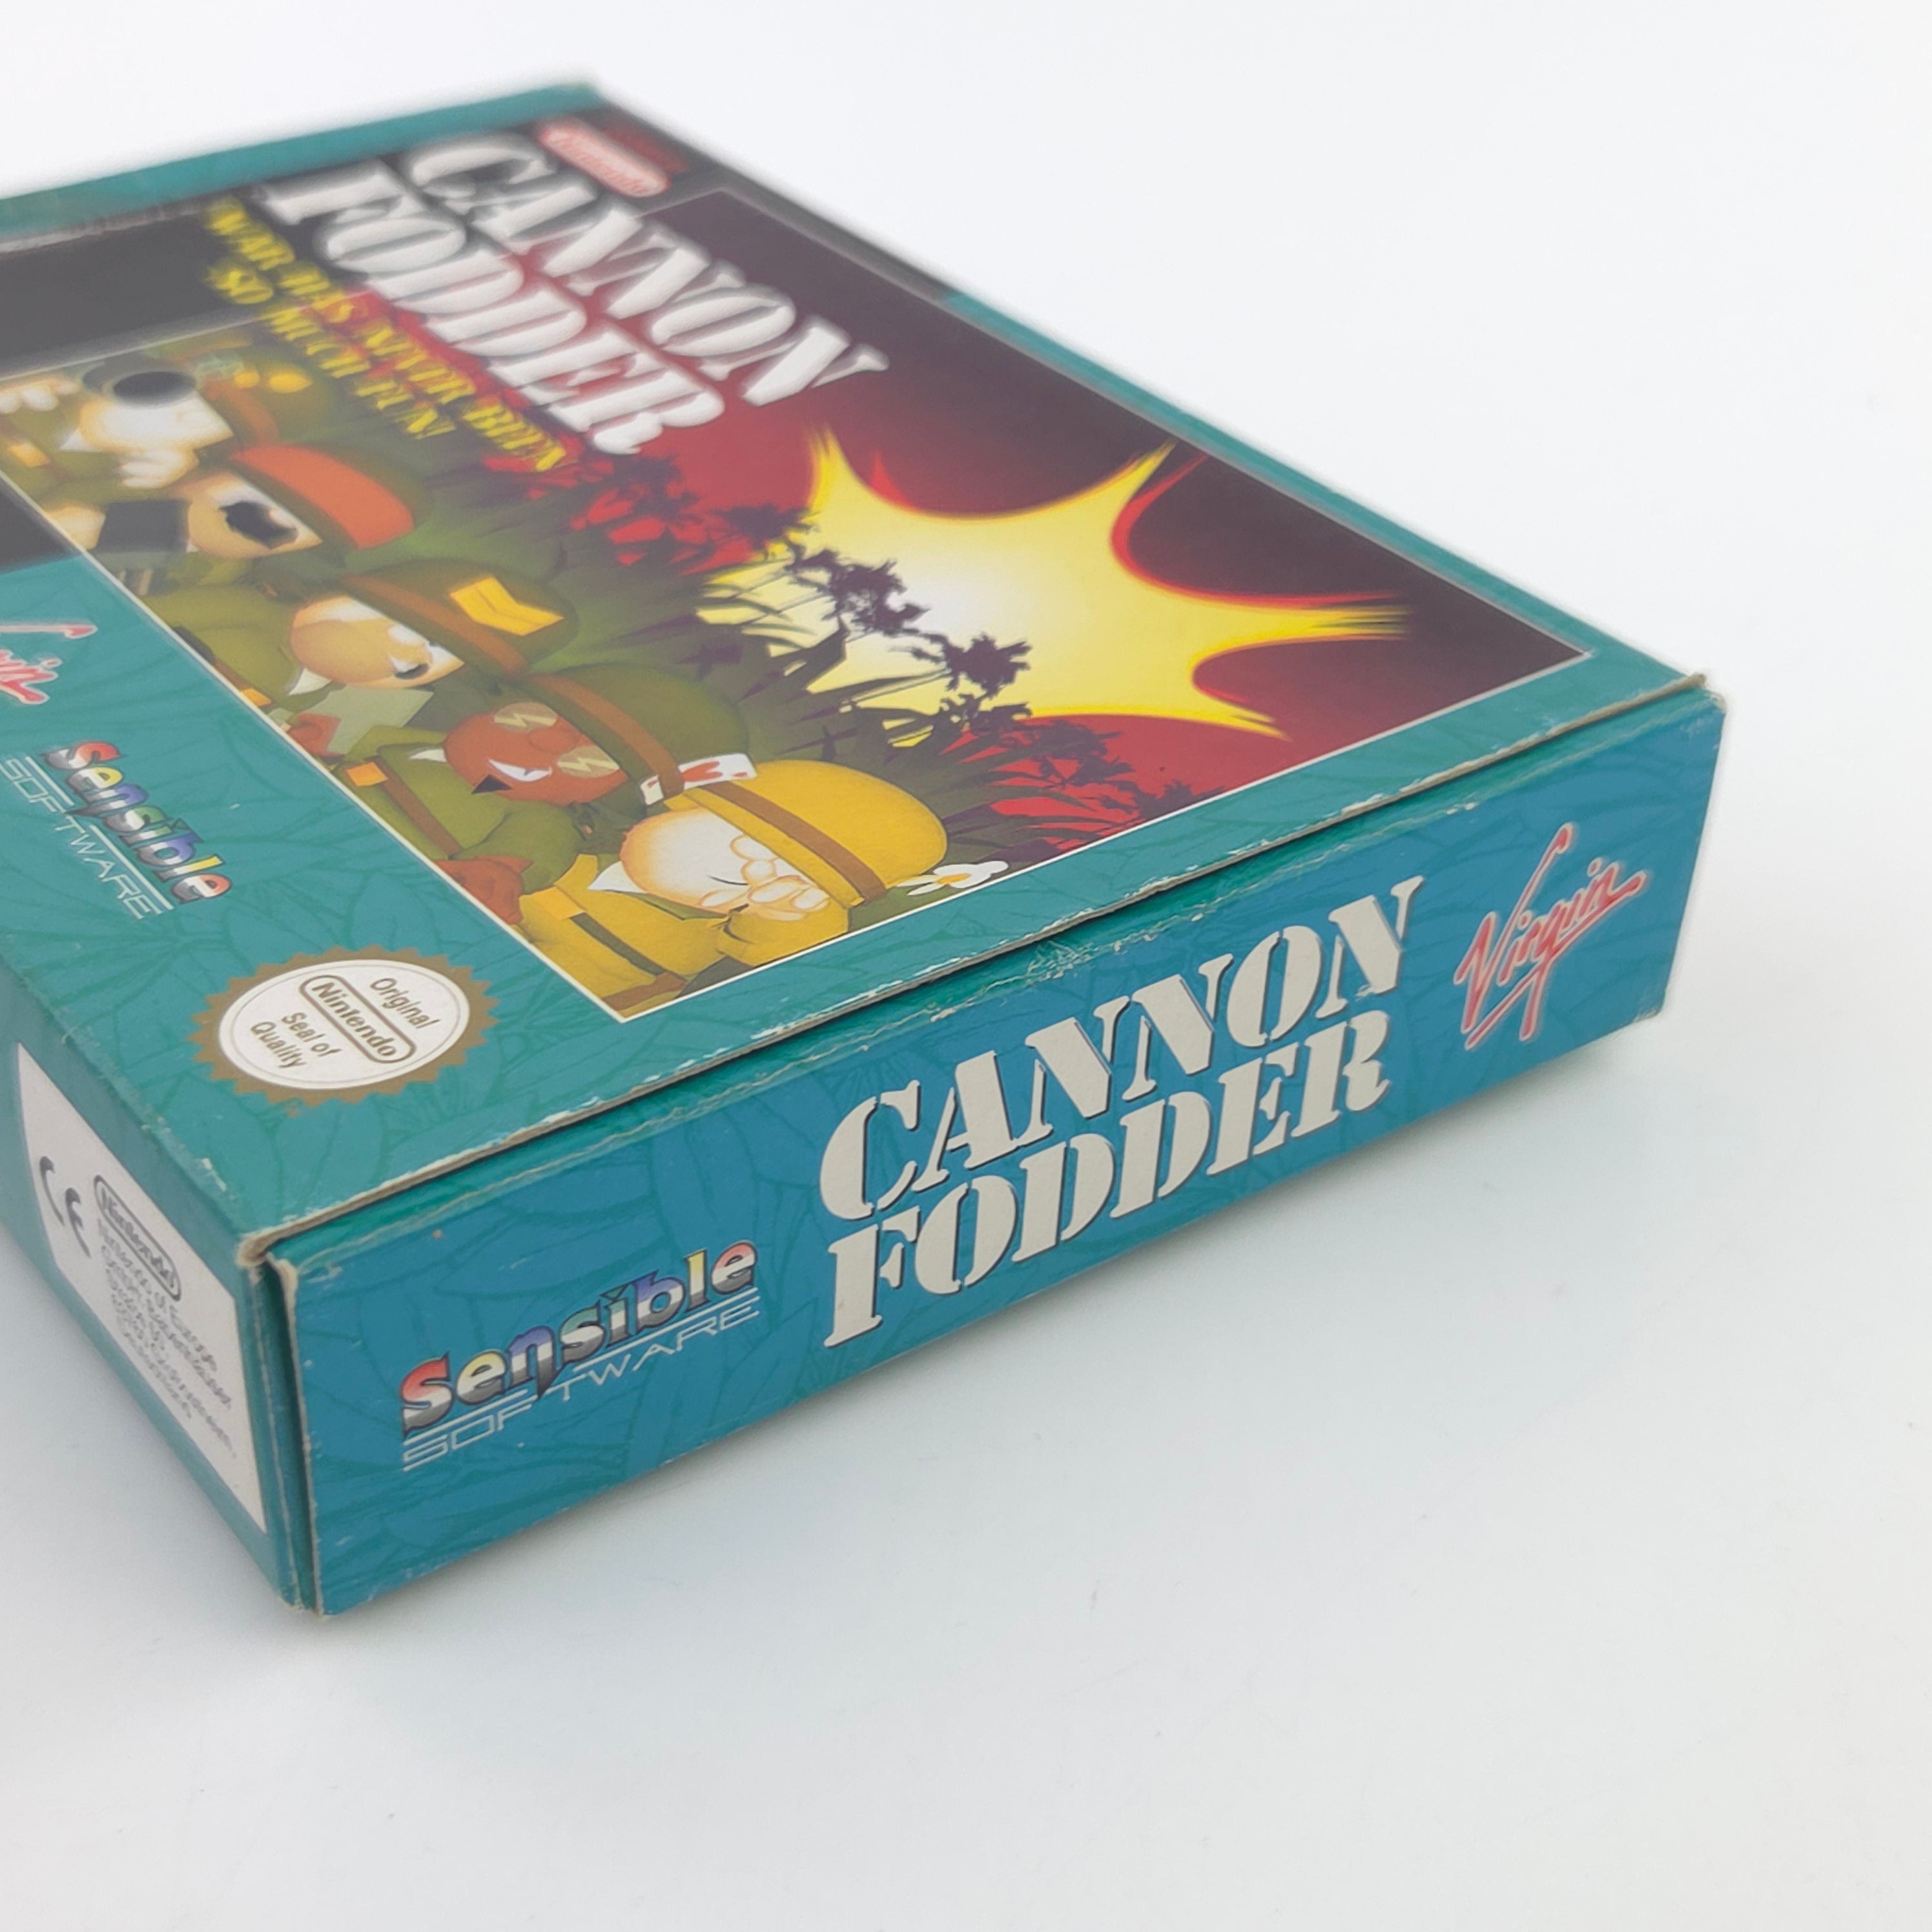 Nintendo
CANNON
FODDER
WAR HAS NEVER BEEN
SO MUCH FUN!
Virgin
Sensible
SOFTWARE
Original
Nintendo
Seal of
Quality
CE
Nintendo
Sensible
SOFTWARE
CANNON
FODDER
Virgin